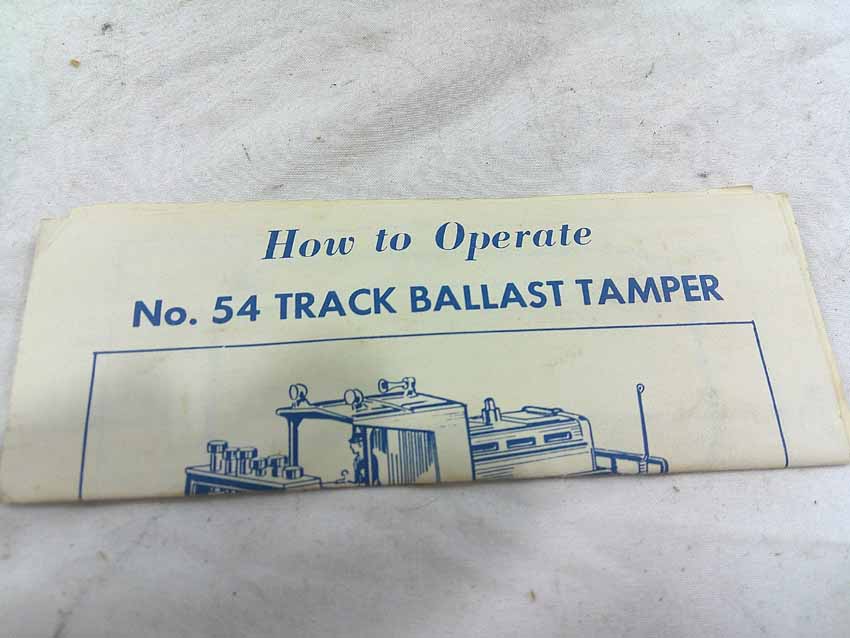 How to Operate
No. 54 TRACK BALLAST TAMPER